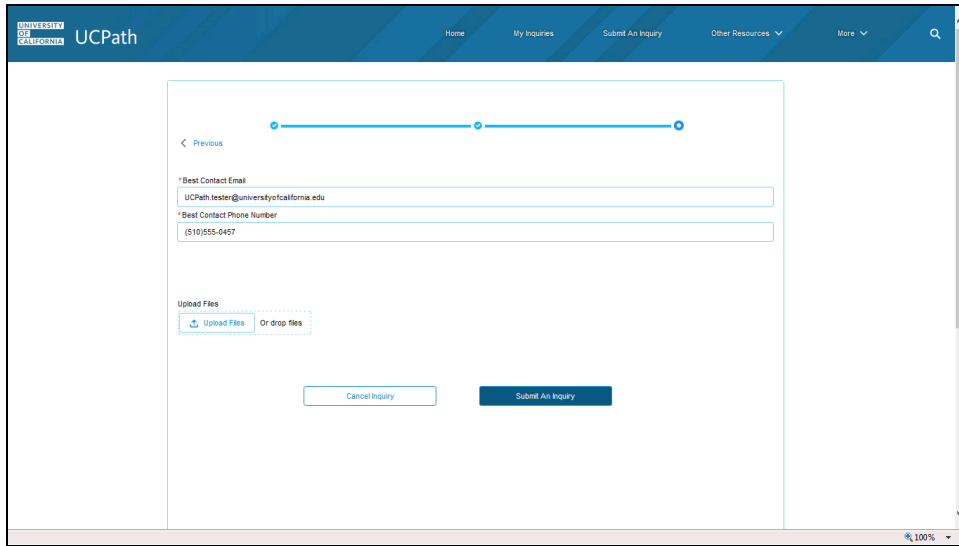 UNIVERSITY
OF
CALIFORNIA
UCPath
Home My Inquiries Submit An Inquiry Other Resources More
Previous
*Best Contact Email
UCPath.tester@universityofcalifornia.edu
*Best Contact Phone Number
(510)555-0457
Upload Files
Upload Files Or drop files
Cancel Inquiry Submit An Inquiry
100%